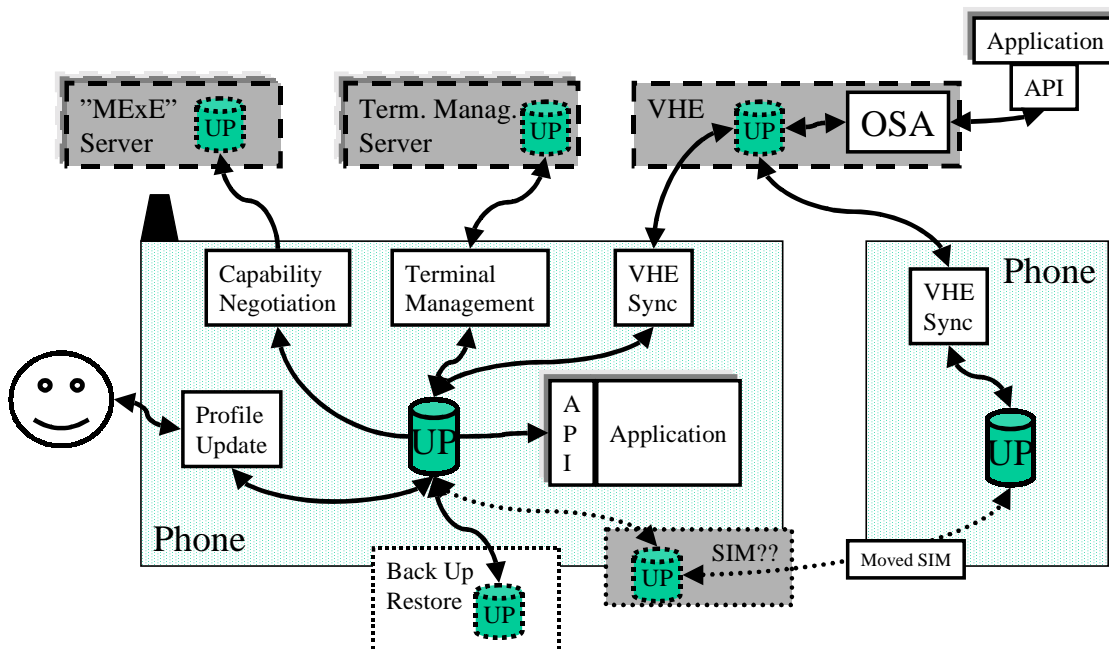 ”MExE”
Server
UP
Term. Manag.
Server
UP
VHE
UP
OSA
Application
API
Capability
Negotiation
Terminal
Management
VHE
Sync
Phone
VHE
Sync
Profile
Update
UP
A
P
I
Application
UP
Phone
Back Up
Restore
UP
SIM??
UP
Moved SIM